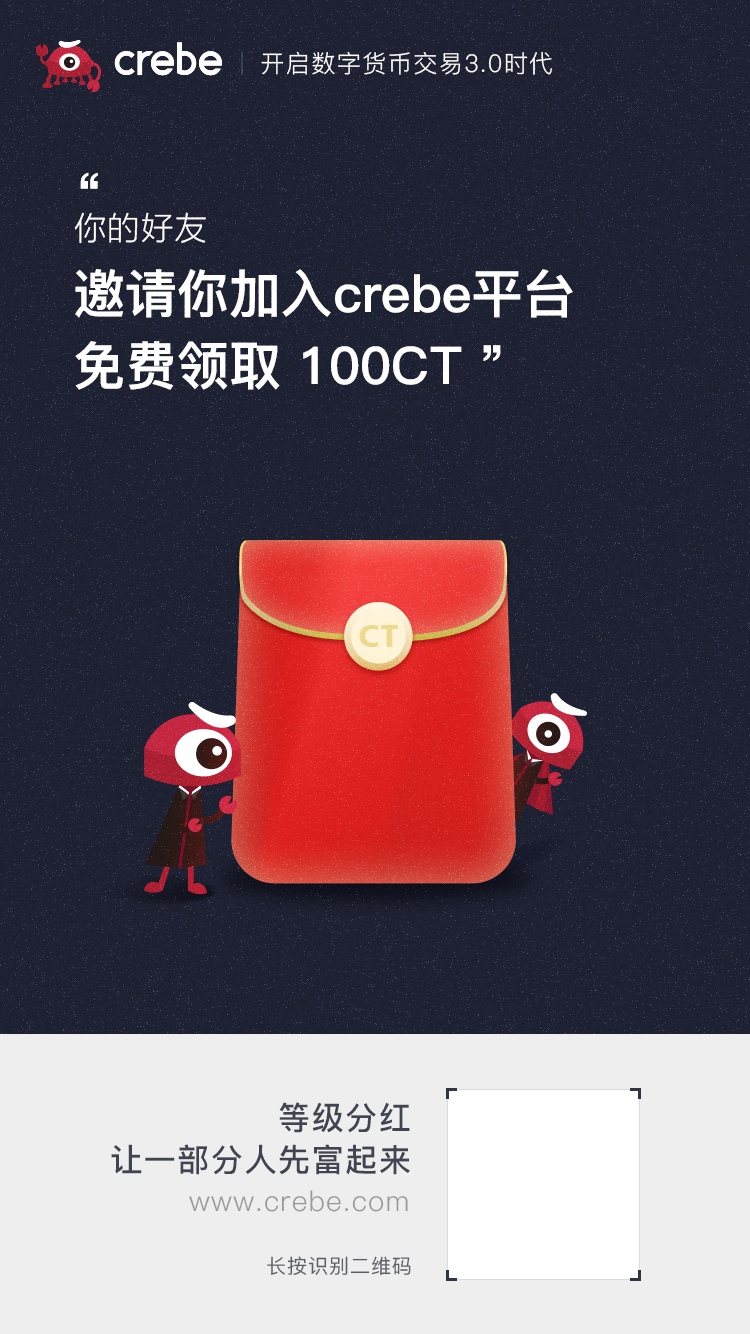 crebe 开启数字货币交易3.0时代
“
你的好友
邀请你加入crebe平台
免费领取 100CT ”
CT
等级分红
让一部分人先富起来
www.crebe.com
长按识别二维码